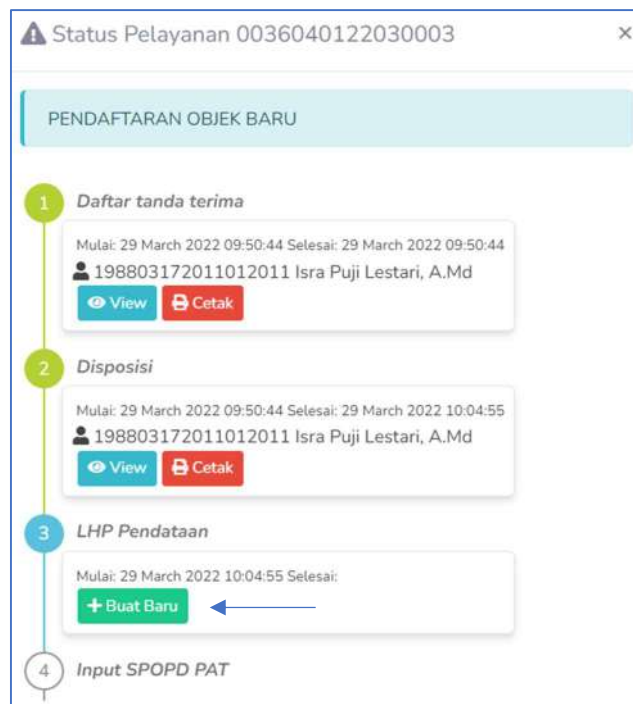 Status Pelayanan 0036040122030003
×
PENDAFTARAN OBJEK BARU
1
Daftar tanda terima
Mulai: 29 March 2022 09:50:44 Selesai: 29 March 2022 09:50:44
198803172011012011 Isra Puji Lestari, A.Md
View Cetak
2
Disposisi
Mulai: 29 March 2022 09:50:44 Selesai: 29 March 2022 10:04:55
198803172011012011 Isra Puji Lestari, A.Md
View Cetak
3
LHP Pendataan
Mulai: 29 March 2022 10:04:55 Selesai:
+ Buat Baru
4
Input SPOPD PAT